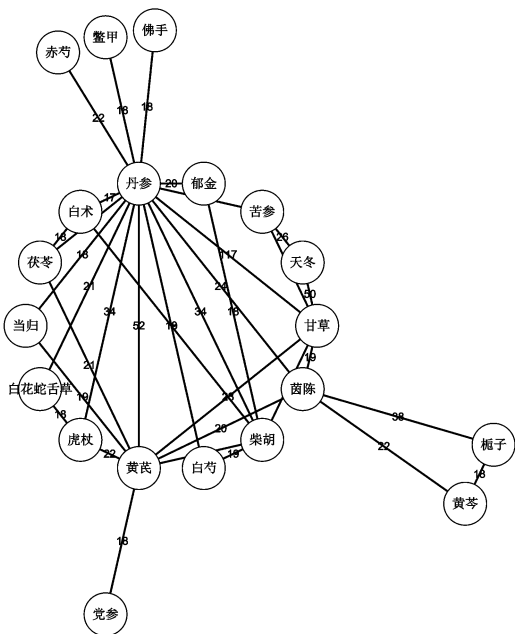 佛手
鳖甲
赤芍
22
18
18
丹参
20
郁金
17
白术
苦参
18
26
18
117
茯苓
天冬
21
24
50
34
52
19
34
18
当归
甘草
21
19
白花蛇舌草
19
23
茵陈
18
20
38
虎杖
22
柴胡
22
栀子
19
黄芪
白芍
18
黄芩
18
党参